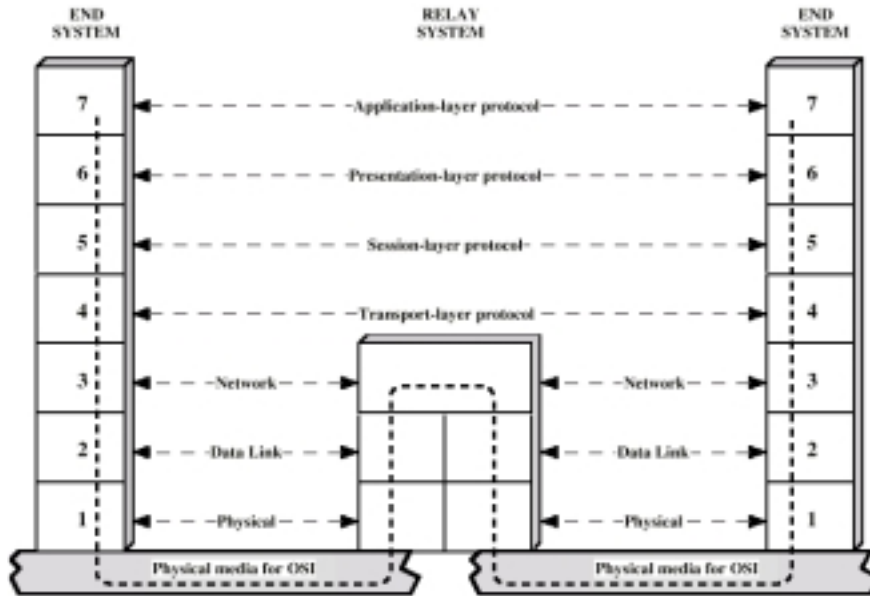 END SYSTEM
RELAY SYSTEM
END SYSTEM
7
Application-layer protocol
7
6
Presentation-layer protocol
6
5
Session-layer protocol
5
4
Transport-layer protocol
4
3
Network
Network
3
2
Data Link
Data Link
2
1
Physical
Physical
1
Physical media for OSI
Physical media for OSI